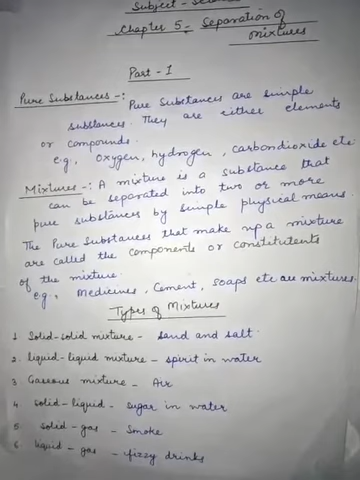 Subject - Science
Chapter 5:- Separation of
Mixtures
Part - 1
Pure Substances -: Pure Substances are simple
substances. They are either elements
or compounds.
e.g., Oxygen, hydrogen, carbondioxide etc
Mixtures -: A mixture is a substance that
can be separated into two or more
pure substances by simple physical means.
The Pure Substances that make up a mixture
are called the components or constitutents
of the mixture.
e.g., Medicines, Cement, Soaps etc are mixtures.
Types of Mixtures
1. Solid-solid mixture - sand and salt.
2. liquid-liquid mixture - spirit in water
3 Gaseous mixture - Air
4 solid-liquid - sugar in water
5 solid-gas - Smoke
6 liquid-gas - fizzy drinks